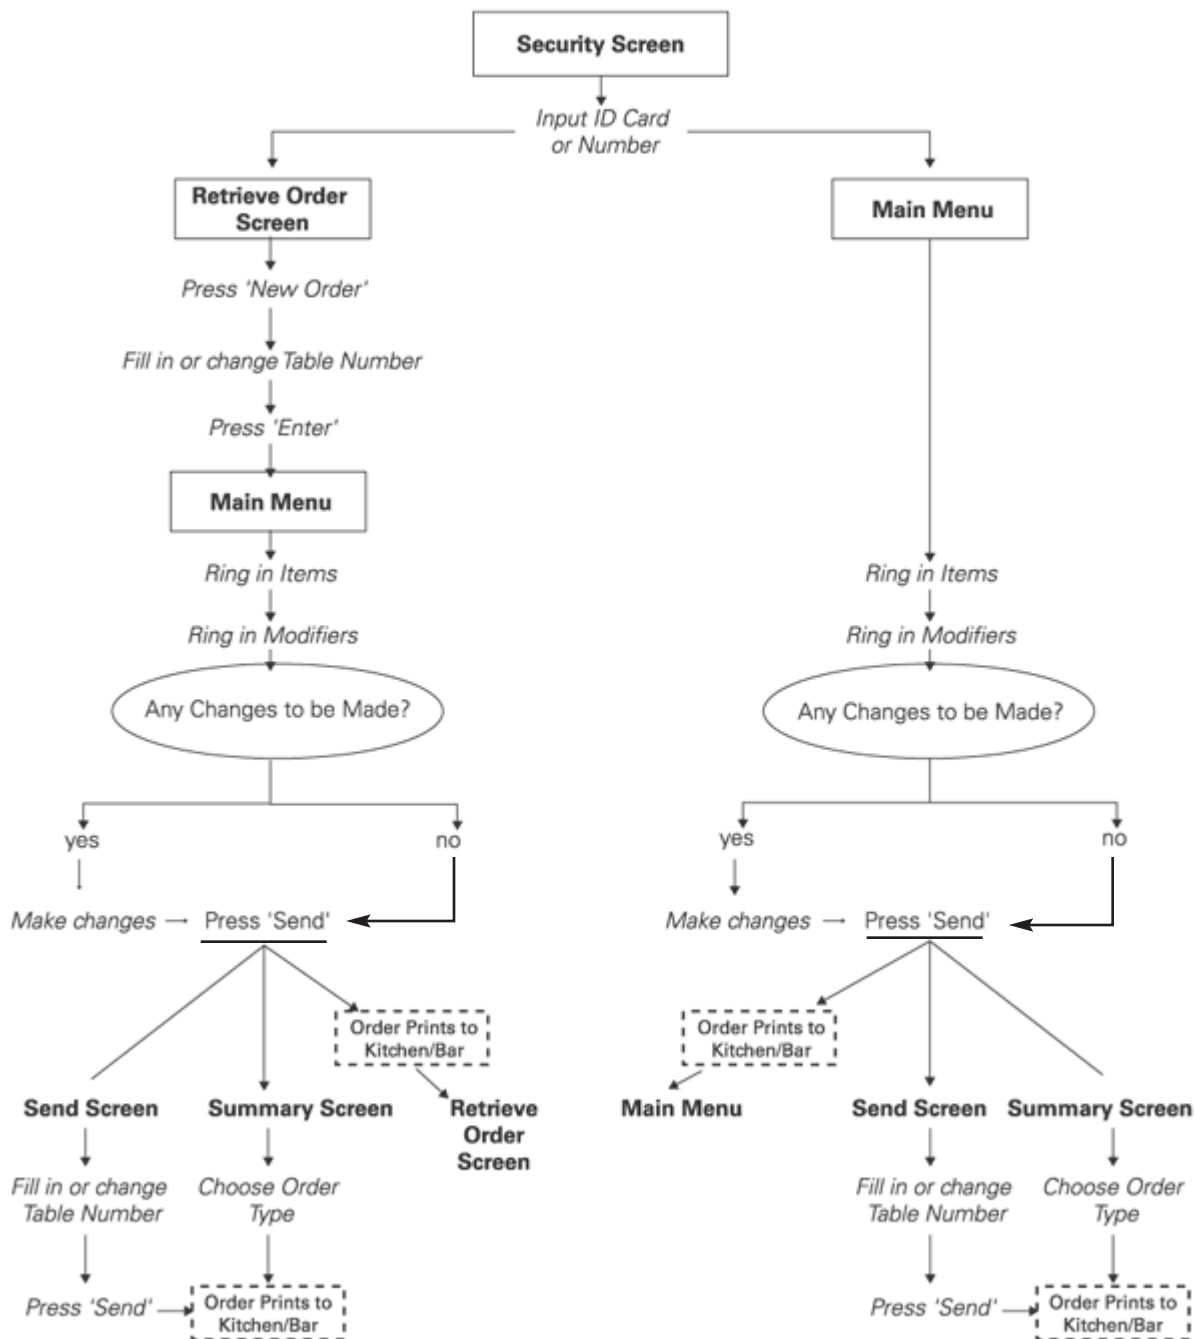 Security Screen
Input ID Card
or Number
Retrieve Order
Screen
Press 'New Order'
Fill in or change Table Number
Press 'Enter'
Main Menu
Ring in Items
Ring in Modifiers
Any Changes to be Made?
yes
no
Make changes
Press 'Send'
Order Prints to
Kitchen/Bar
Send Screen
Summary Screen
Retrieve
Order
Screen
Fill in or change
Table Number
Choose Order
Type
Press 'Send'
Order Prints to
Kitchen/Bar
Main Menu
Ring in Items
Ring in Modifiers
Any Changes to be Made?
yes
no
Make changes
Press 'Send'
Order Prints to
Kitchen/Bar
Main Menu
Send Screen
Summary Screen
Fill in or change
Table Number
Choose Order
Type
Press 'Send'
Order Prints to
Kitchen/Bar